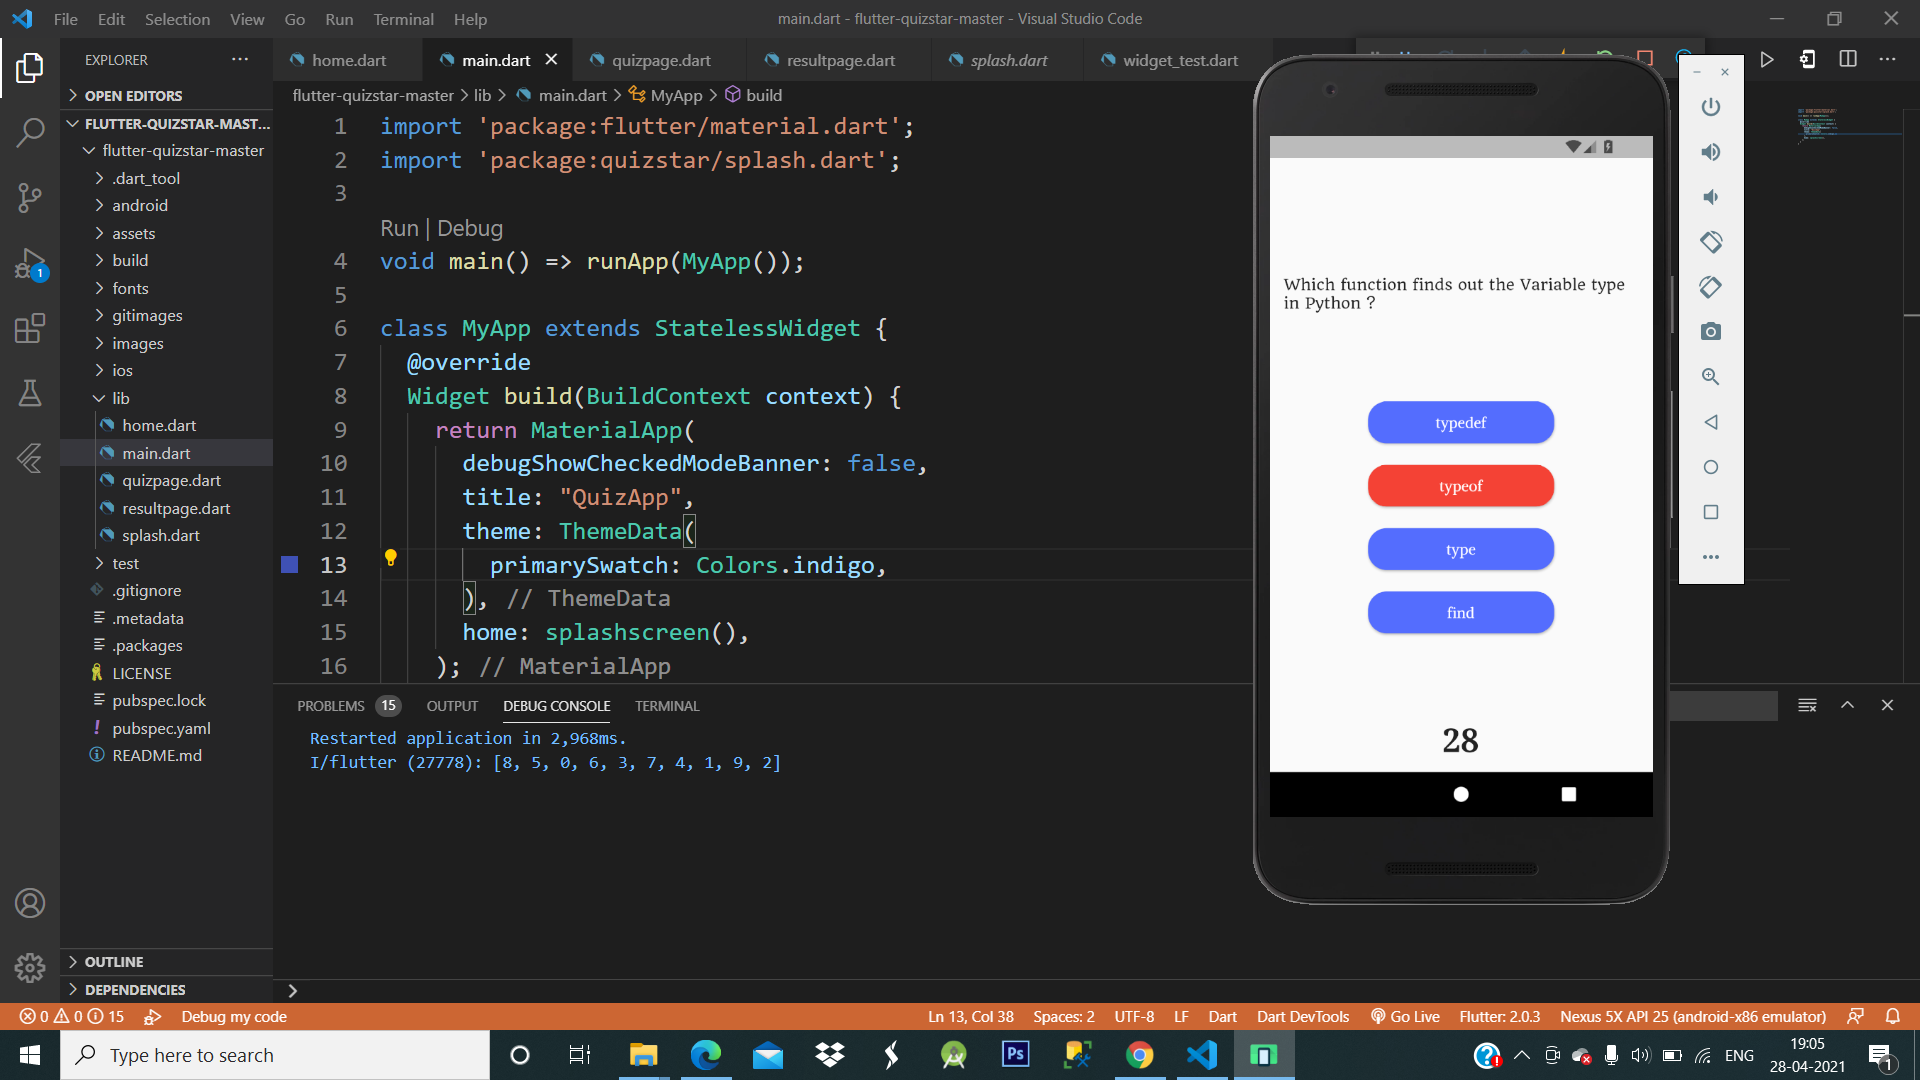 File Edit Selection View Go Run Terminal Help
main.dart - flutter-quizstar-master - Visual Studio Code
EXPLORER
OPEN EDITORS
FLUTTER-QUIZSTAR-MAST...
flutter-quizstar-master
.dart_tool
android
assets
build
fonts
gitimages
images
ios
lib
home.dart
main.dart
quizpage.dart
resultpage.dart
splash.dart
test
.gitignore
.metadata
.packages
LICENSE
pubspec.lock
pubspec.yaml
README.md
OUTLINE
DEPENDENCIES
1
home.dart main.dart quizpage.dart resultpage.dart splash.dart widget_test.dart
flutter-quizstar-master > lib > main.dart > MyApp > build
1 import 'package:flutter/material.dart';
2 import 'package:quizstar/splash.dart';
3
Run | Debug
4 void main() => runApp(MyApp());
5
6 class MyApp extends StatelessWidget {
7 @override
8 Widget build(BuildContext context) {
9 return MaterialApp(
10 debugShowCheckedModeBanner: false,
11 title: "QuizApp",
12 theme: ThemeData(
13 primarySwatch: Colors.indigo,
14 ), // ThemeData
15 home: splashscreen(),
16 ); // MaterialApp
PROBLEMS 15 OUTPUT DEBUG CONSOLE TERMINAL
Restarted application in 2,968ms.
I/flutter (27778): [8, 5, 0, 6, 3, 7, 4, 1, 9, 2]
Which function finds out the Variable type
in Python ?
typedef
typeof
type
find
28
0 0 15 Debug my code
Ln 13, Col 38 Spaces: 2 UTF-8 LF Dart Dart DevTools Go Live Flutter: 2.0.3 Nexus 5X API 25 (android-x86 emulator)
Type here to search
Ps
ENG
19:05
28-04-2021
1